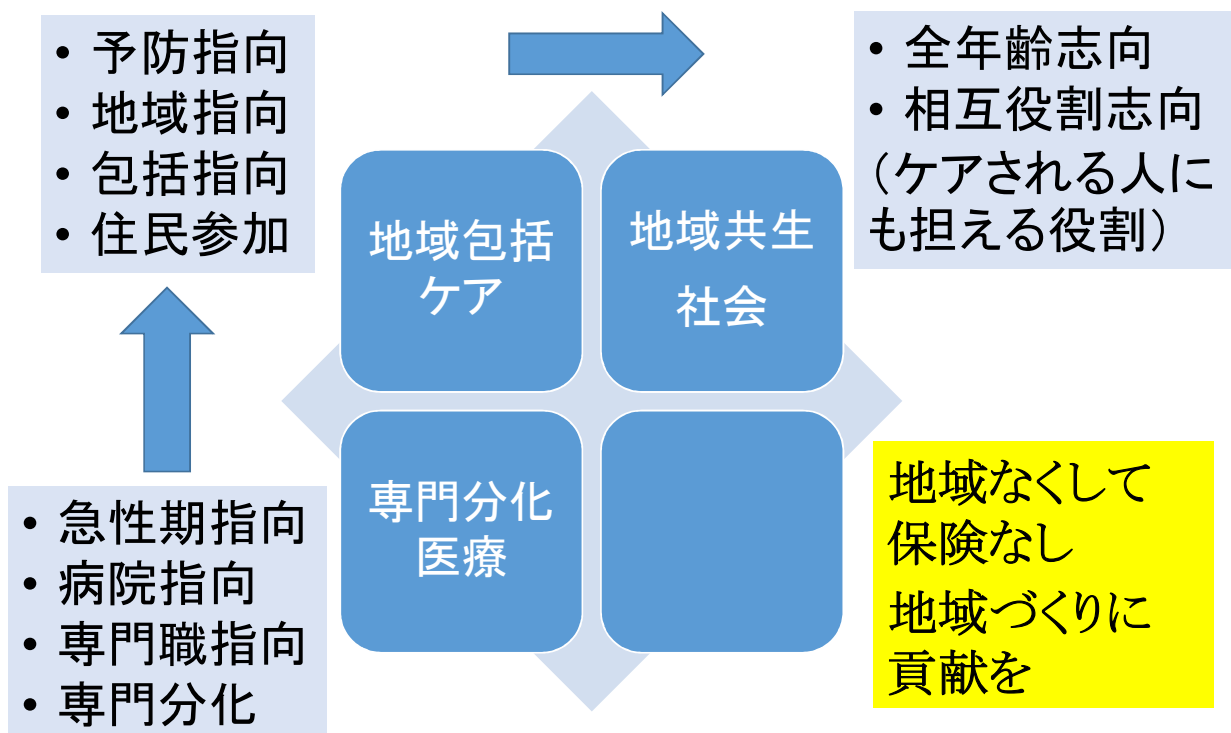 • 予防指向
• 地域指向
• 包括指向
• 住民参加
• 全年齢志向
• 相互役割志向
（ケアされる人に
も担える役割）
地域包括
ケア
地域共生
社会
専門分化
医療
• 急性期指向
• 病院指向
• 専門職指向
• 専門分化
地域なくして
保険なし
地域づくりに
貢献を